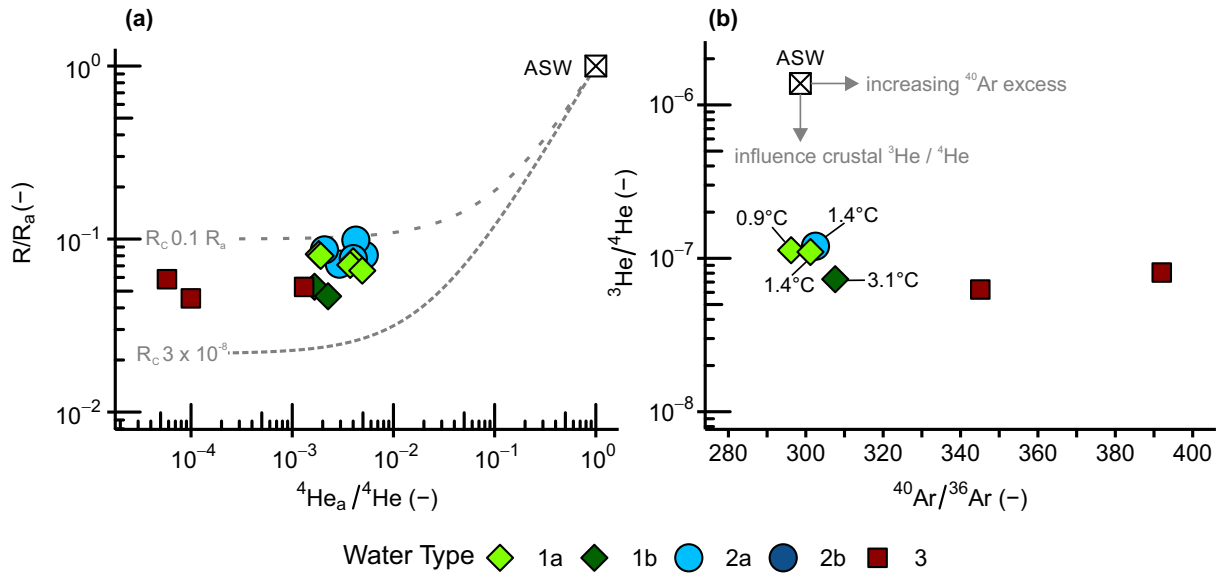 (a)
(b)
10⁰
10⁻¹
10⁻²
R/Rₐ (−)
ASW
R_C 0.1 Rₐ
R_C 3 x 10⁻⁸
10⁻⁴
10⁻³
10⁻²
10⁻¹
10⁰
⁴Heₐ /⁴He (−)
10⁻⁶
10⁻⁷
10⁻⁸
³He/⁴He (−)
ASW
increasing ⁴⁰Ar excess
influence crustal ³He / ⁴He
0.9°C
1.4°C
1.4°C
3.1°C
280
300
320
340
360
380
400
⁴⁰Ar/³⁶Ar (−)
Water Type 1a 1b 2a 2b 3